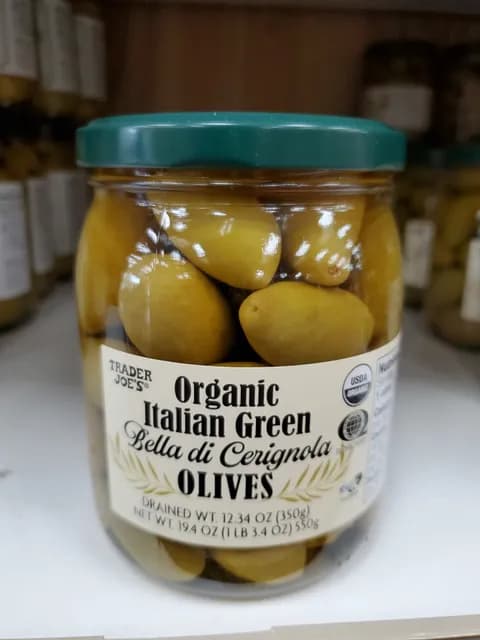 TRADER
JOE'S
Organic
Italian Green
Bella di Cerignola
OLIVES
DRAINED WT. 12.34 OZ (350g)
NET WT. 19.4 OZ (1 LB 3.4 OZ) 550g
USDA
ORGANIC